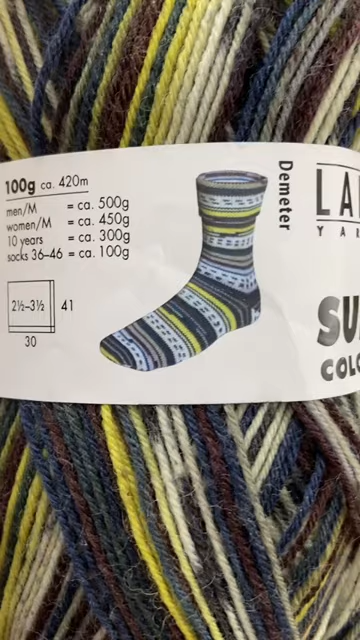 100g ca. 420m
men/M = ca. 500g
women/M = ca. 450g
10 years = ca. 300g
socks 36–46 = ca. 100g
2½–3½
41
30
Demeter
LA
YAR
SU
COLO